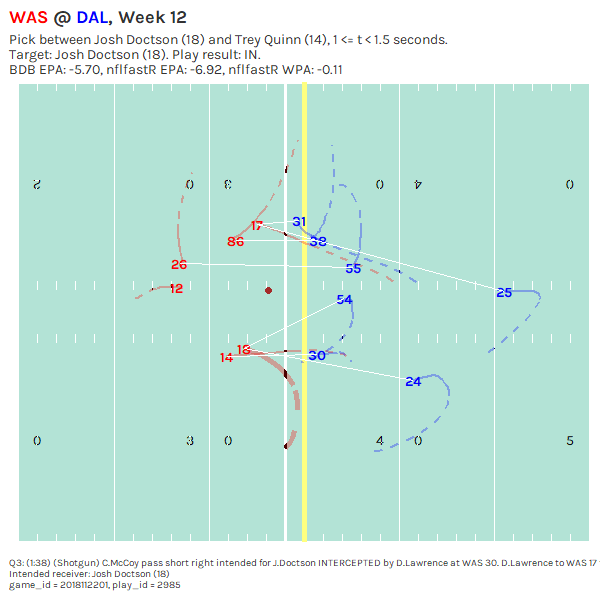 WAS @ DAL, Week 12
Pick between Josh Doctson (18) and Trey Quinn (14), 1 <= t < 1.5 seconds.
Target: Josh Doctson (18). Play result: IN.
BDB EPA: -5.70, nflfastR EPA: -6.92, nflfastR WPA: -0.11
2 0 3 0 4 0
31
17
86 38
26 55
12 25
54
18
14 30
24
0 3 0 4 0 5
Q3: (1:38) (Shotgun) C.McCoy pass short right intended for J.Doctson INTERCEPTED by D.Lawrence at WAS 30. D.Lawrence to WAS 17
Intended receiver: Josh Doctson (18)
game_id = 2018112201, play_id = 2985